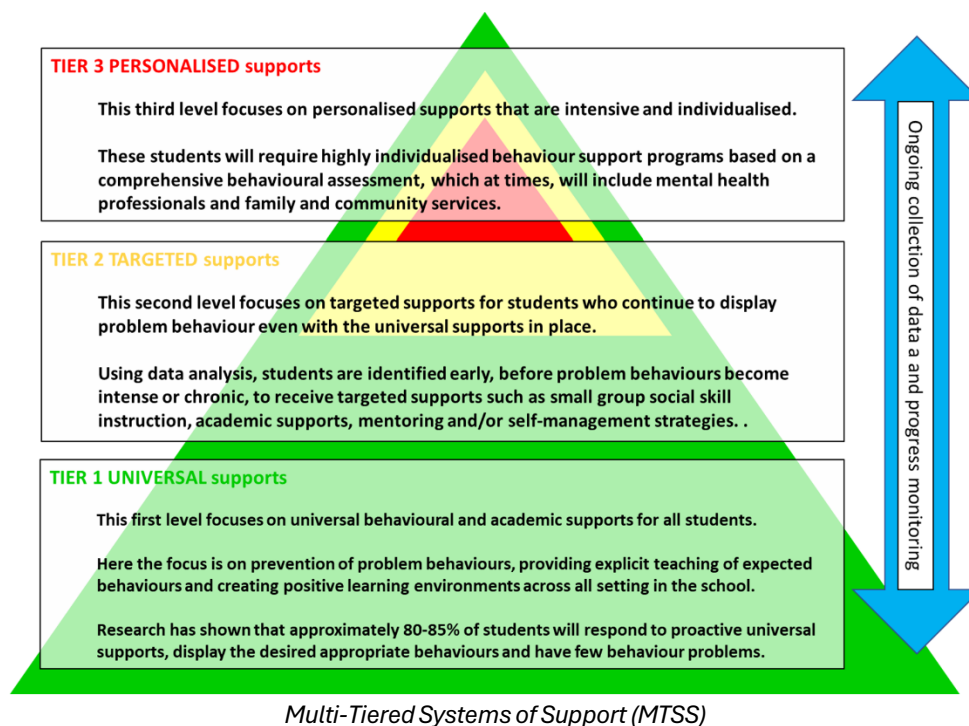 TIER 3 PERSONALISED supports
This third level focuses on personalised supports that are intensive and individualised.
These students will require highly individualised behaviour support programs based on a
comprehensive behavioural assessment, which at times, will include mental health
professionals and family and community services.
TIER 2 TARGETED supports
This second level focuses on targeted supports for students who continue to display
problem behaviour even with the universal supports in place.
Using data analysis, students are identified early, before problem behaviours become
intense or chronic, to receive targeted supports such as small group social skill
instruction, academic supports, mentoring and/or self-management strategies. .
TIER 1 UNIVERSAL supports
This first level focuses on universal behavioural and academic supports for all students.
Here the focus is on prevention of problem behaviours, providing explicit teaching of expected
behaviours and creating positive learning environments across all setting in the school.
Research has shown that approximately 80-85% of students will respond to proactive universal
supports, display the desired appropriate behaviours and have few behaviour problems.
Ongoing collection of data a and progress monitoring
Multi-Tiered Systems of Support (MTSS)